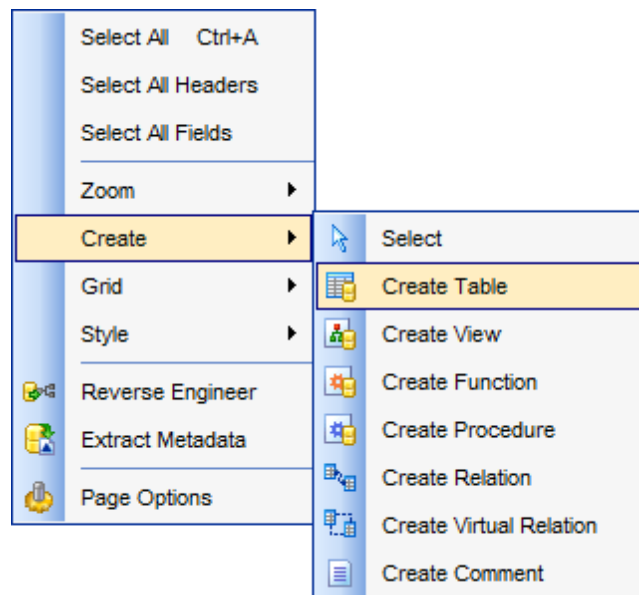 Select All Ctrl+A
Select All Headers
Select All Fields
Zoom
Create
Grid
Style
Reverse Engineer
Extract Metadata
Page Options
Select
Create Table
Create View
Create Function
Create Procedure
Create Relation
Create Virtual Relation
Create Comment